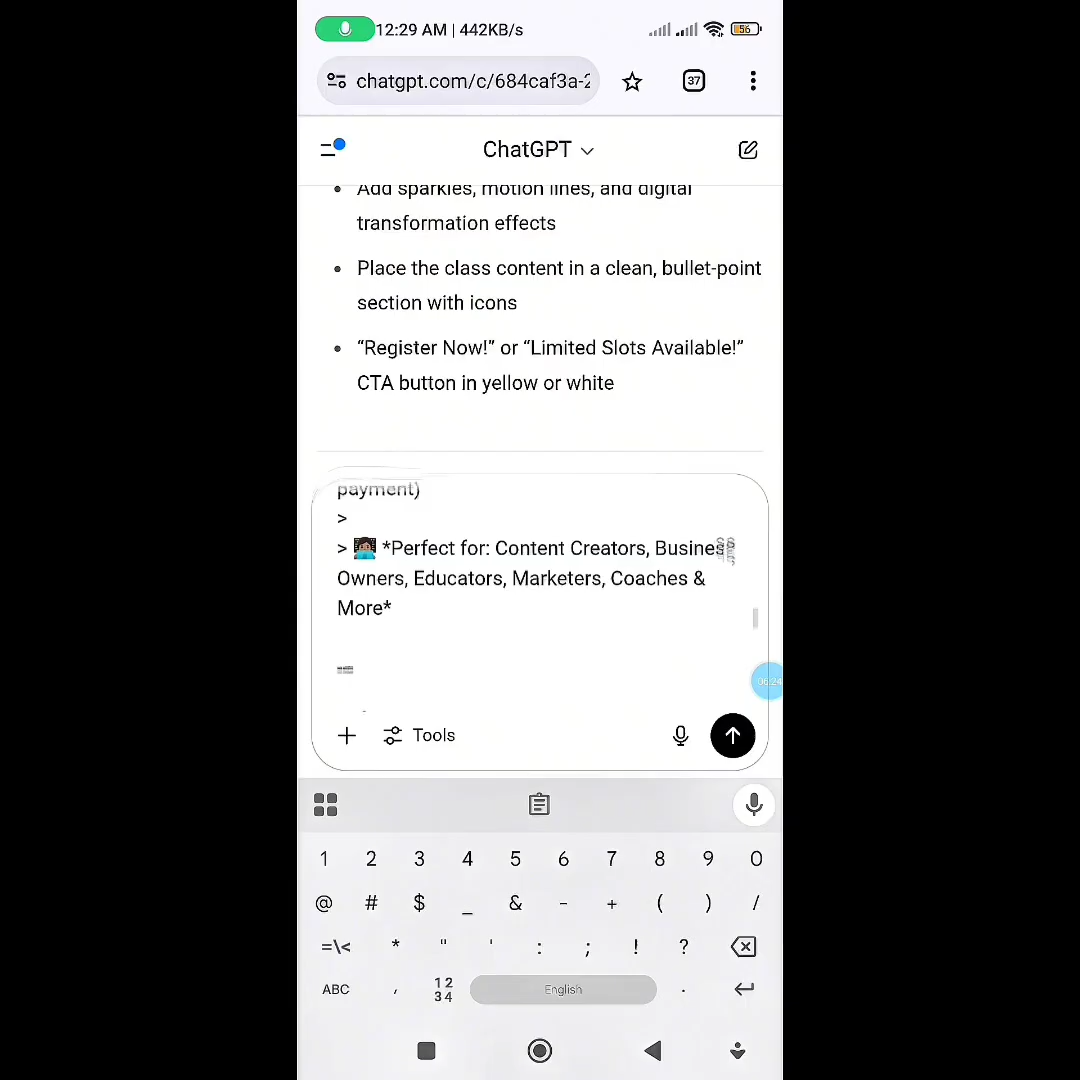 12:29 AM | 442KB/s
56
chatgpt.com/c/684caf3a-2
37
ChatGPT
Add sparkles, motion lines, and digital
transformation effects
• Place the class content in a clean, bullet-point
section with icons
• “Register Now!” or “Limited Slots Available!”
CTA button in yellow or white
payment)
>
> *Perfect for: Content Creators, Business
Owners, Educators, Marketers, Coaches &
More*
06:24
Tools
1 2 3 4 5 6 7 8 9 0
@ # $ _ & - + ( ) /
=\< * " ' : ; ! ?
ABC , 12 34 English .